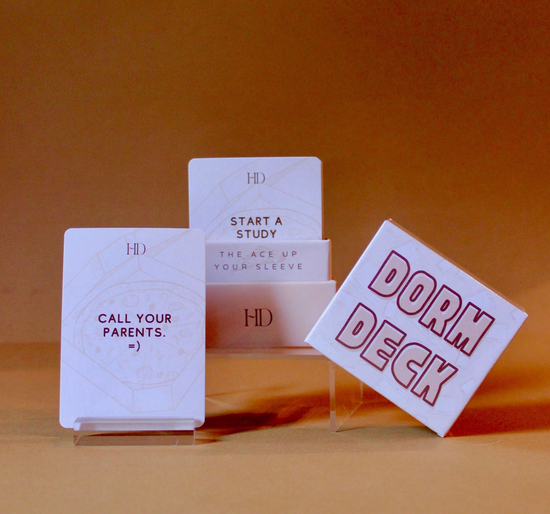 HD
CALL YOUR
PARENTS.
=)
HD
START A
STUDY
THE ACE UP
YOUR SLEEVE
HD
DORM
DECK